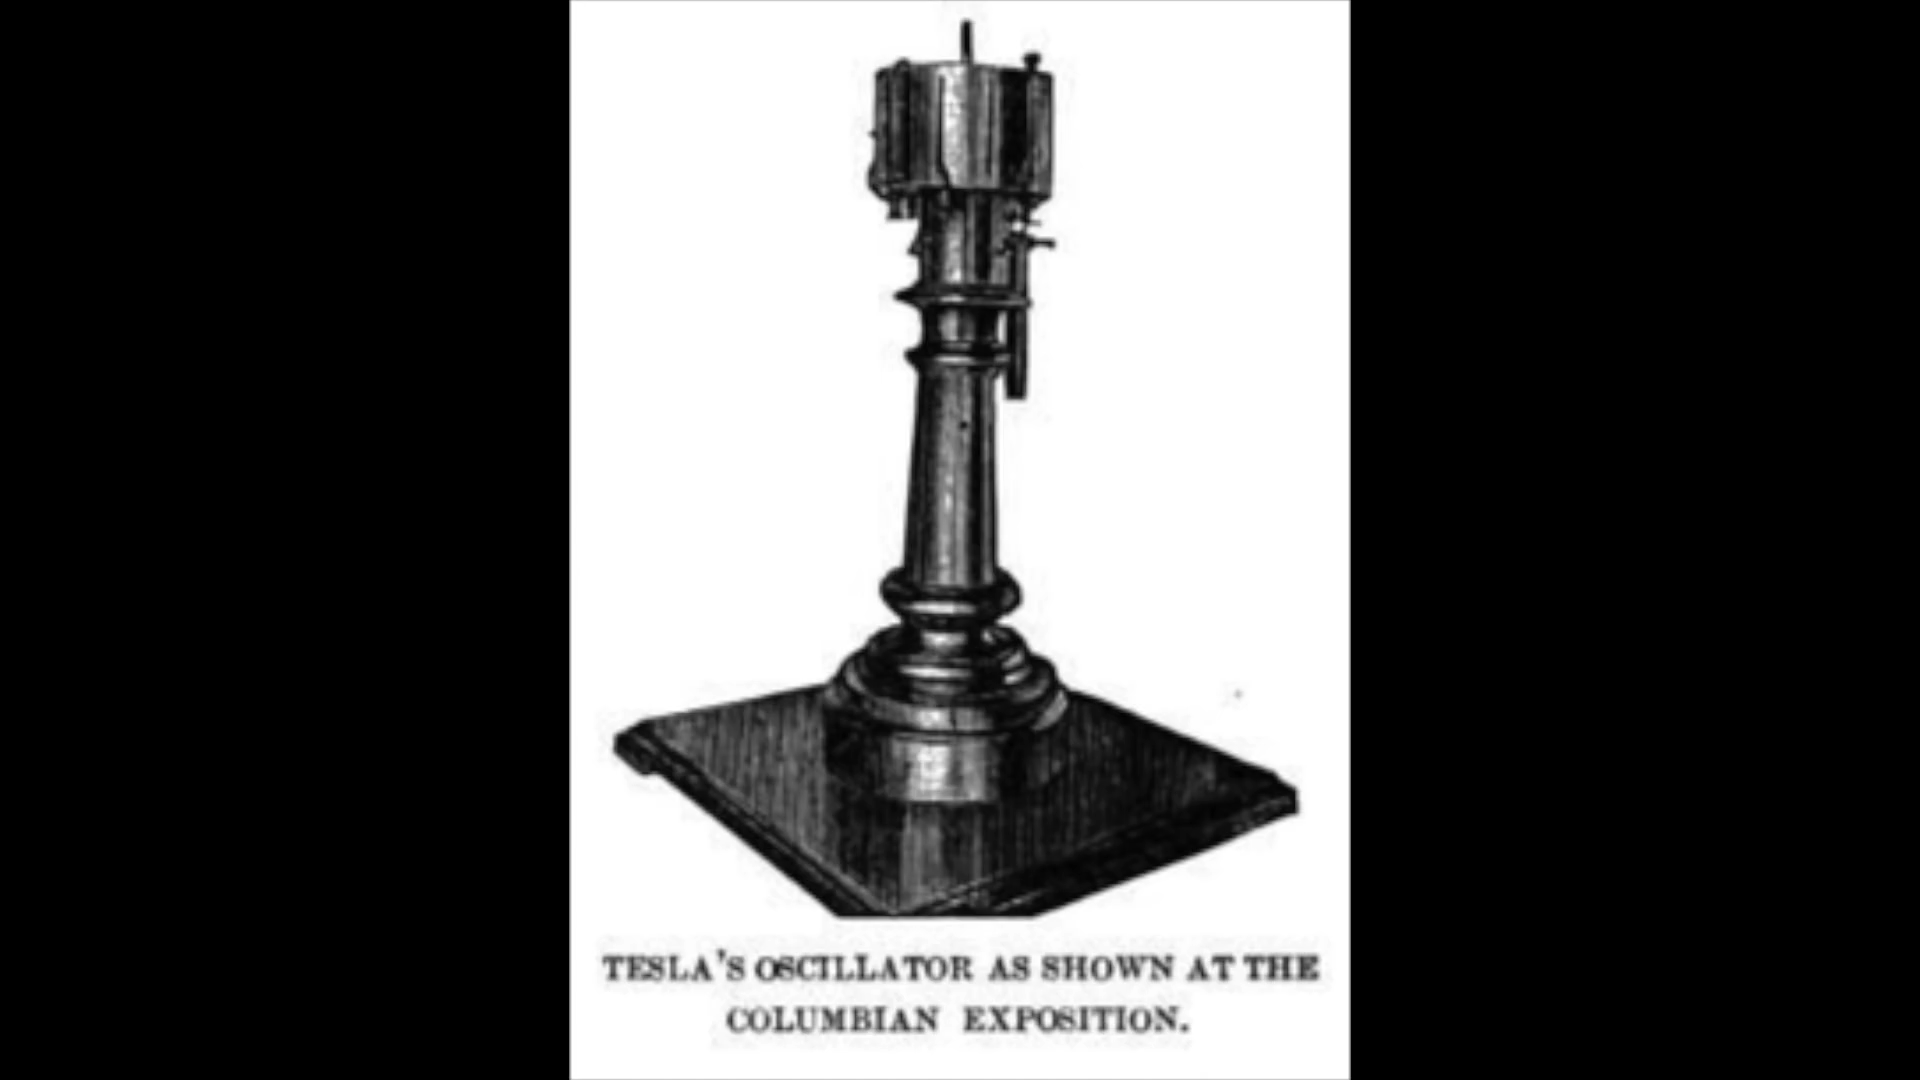 TESLA'S OSCILLATOR AS SHOWN AT THE
COLUMBIAN EXPOSITION.